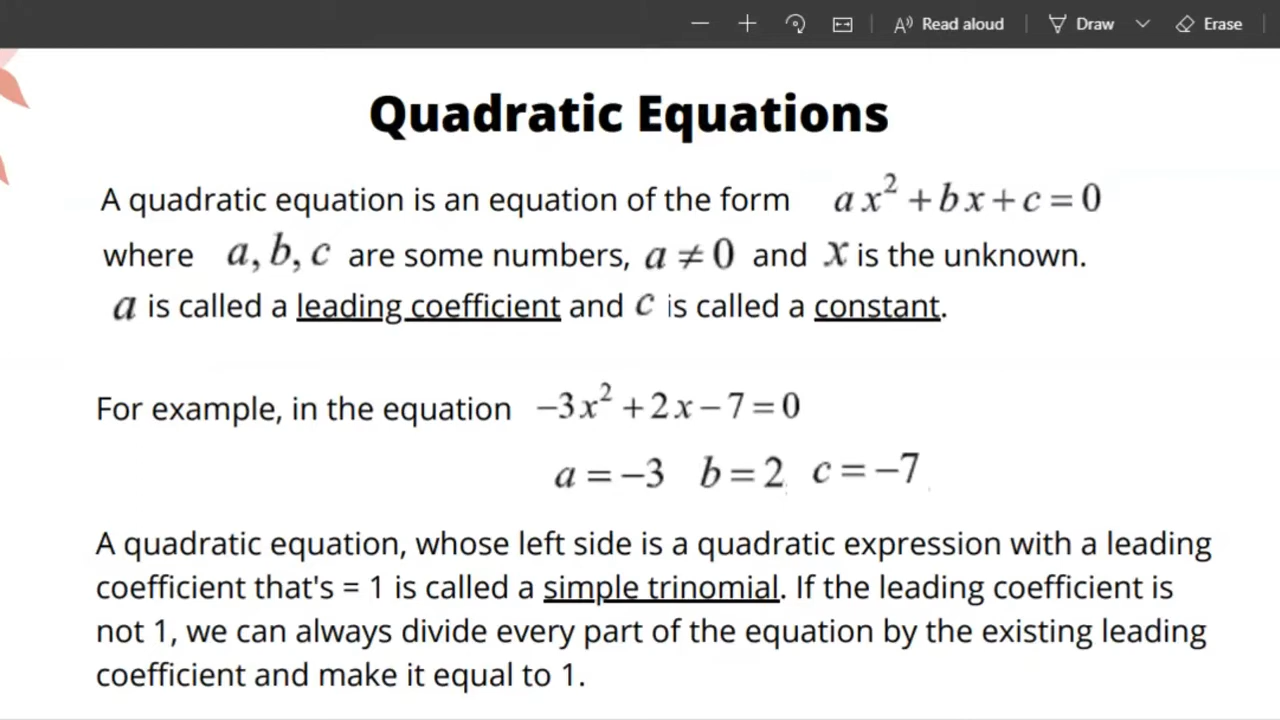 Read aloud Draw Erase
Quadratic Equations
A quadratic equation is an equation of the form ax² + bx + c = 0
where a, b, c are some numbers, a ≠ 0 and x is the unknown.
a is called a leading coefficient and c is called a constant.
For example, in the equation −3x² + 2x − 7 = 0
a = −3 b = 2 c = −7
A quadratic equation, whose left side is a quadratic expression with a leading
coefficient that's = 1 is called a simple trinomial. If the leading coefficient is
not 1, we can always divide every part of the equation by the existing leading
coefficient and make it equal to 1.